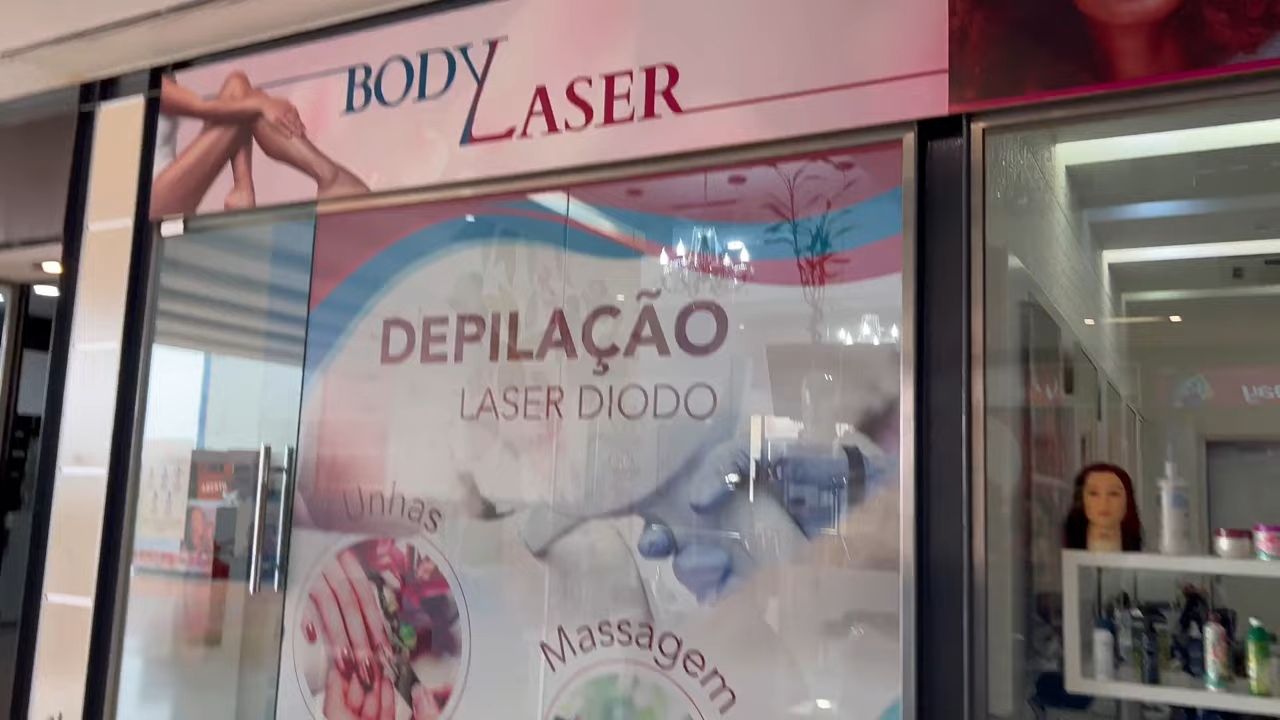 BODY LASER
DEPILAÇÃO
LASER DIODO
Unhas
Massagem